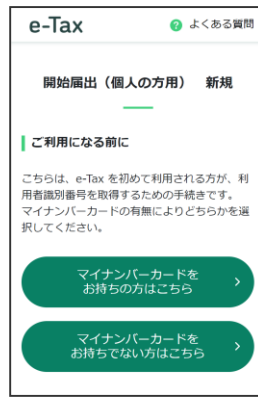 e-Tax
? よくある質問
開始届出（個人の方用） 新規
ご利用になる前に
こちらは、e-Tax を初めて利用される方が、利
用者識別番号を取得するための手続きです。
マイナンバーカードの有無によりどちらかを選
択してください。
マイナンバーカードを
お持ちの方はこちら
マイナンバーカードを
お持ちでない方はこちら